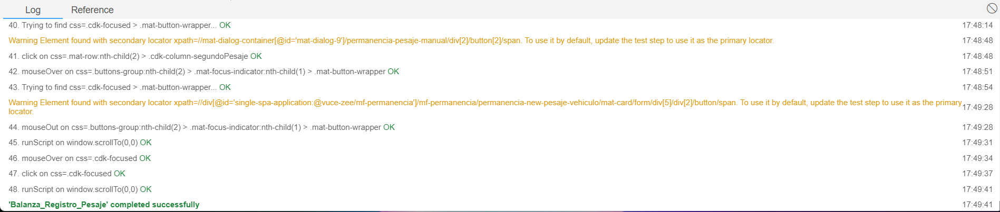 Log Reference
40. Trying to find css=.cdk-focused > .mat-button-wrapper... OK 17:48:14
Warning Element found with secondary locator xpath=//mat-dialog-container[@id='mat-dialog-9']/permanencia-pesaje-manual/div[2]/button[2]/span. To use it by default, update the test step to use it as the primary locator. 17:48:48
41. click on css=.mat-row:nth-child(2) > .cdk-column-segundoPesaje OK 17:48:48
42. mouseOver on css=.buttons-group:nth-child(2) > .mat-focus-indicator:nth-child(1) > .mat-button-wrapper OK 17:48:51
43. Trying to find css=.cdk-focused > .mat-button-wrapper... OK 17:48:54
Warning Element found with secondary locator xpath=//div[@id='single-spa-application:@vuce-zee/mf-permanencia']/mf-permanencia/permanencia-new-pesaje-vehiculo/mat-card/form/div[5]/div[2]/button/span. To use it by default, update the test step to use it as the primary
locator. 17:49:28
44. mouseOut on css=.buttons-group:nth-child(2) > .mat-focus-indicator:nth-child(1) > .mat-button-wrapper OK 17:49:28
45. runScript on window.scrollTo(0,0) OK 17:49:31
46. mouseOver on css=.cdk-focused OK 17:49:34
47. click on css=.cdk-focused OK 17:49:37
48. runScript on window.scrollTo(0,0) OK 17:49:41
'Balanza_Registro_Pesaje' completed successfully 17:49:41